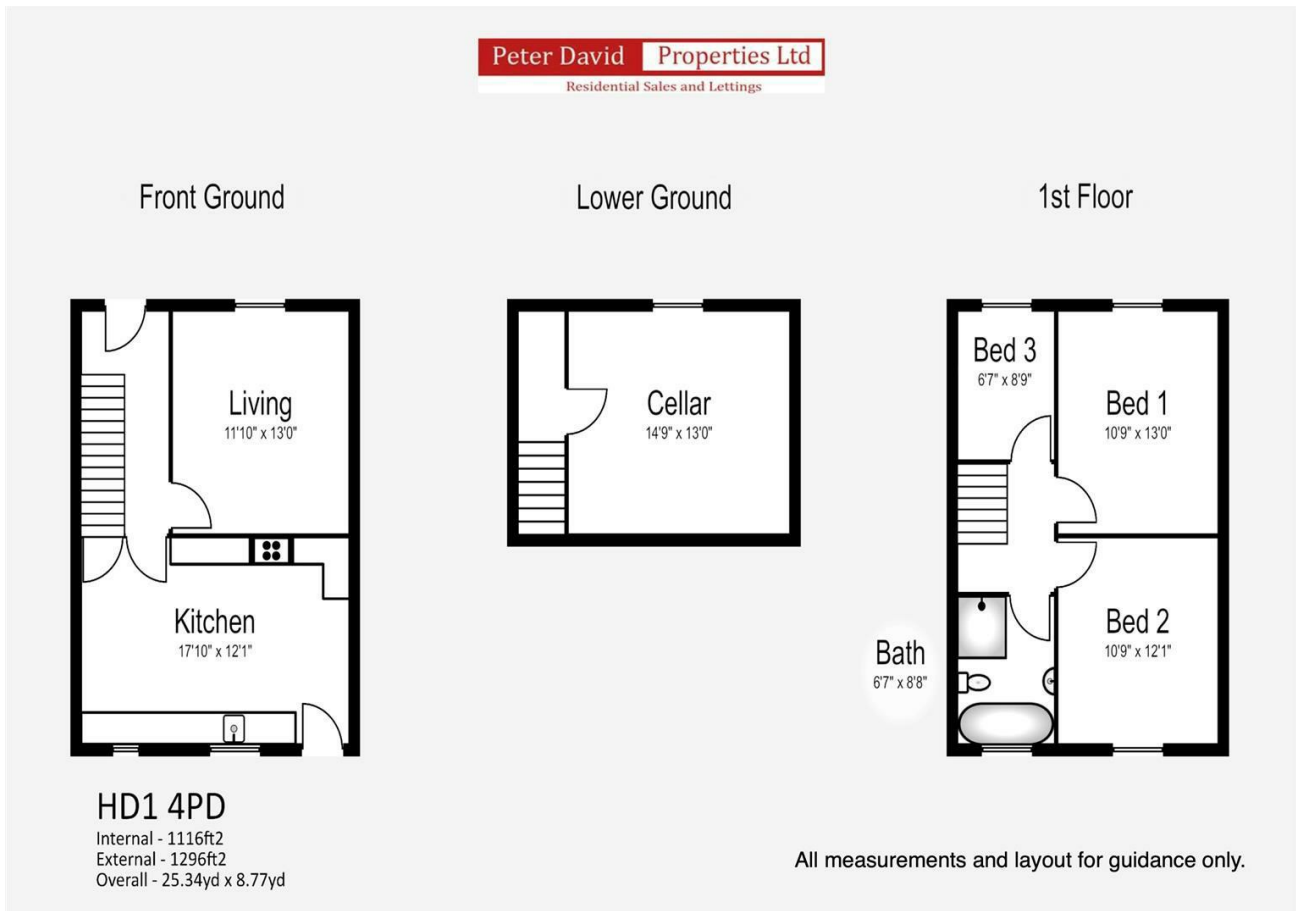 Peter David Properties Ltd
Residential Sales and Lettings
Front Ground
Lower Ground
1st Floor
Living
11'10" x 13'0"
Kitchen
17'10" x 12'1"
Cellar
14'9" x 13'0"
Bed 3
6'7" x 8'9"
Bed 1
10'9" x 13'0"
Bed 2
10'9" x 12'1"
Bath
6'7" x 8'8"
HD1 4PD
Internal - 1116ft2
External - 1296ft2
Overall - 25.34yd x 8.77yd
All measurements and layout for guidance only.